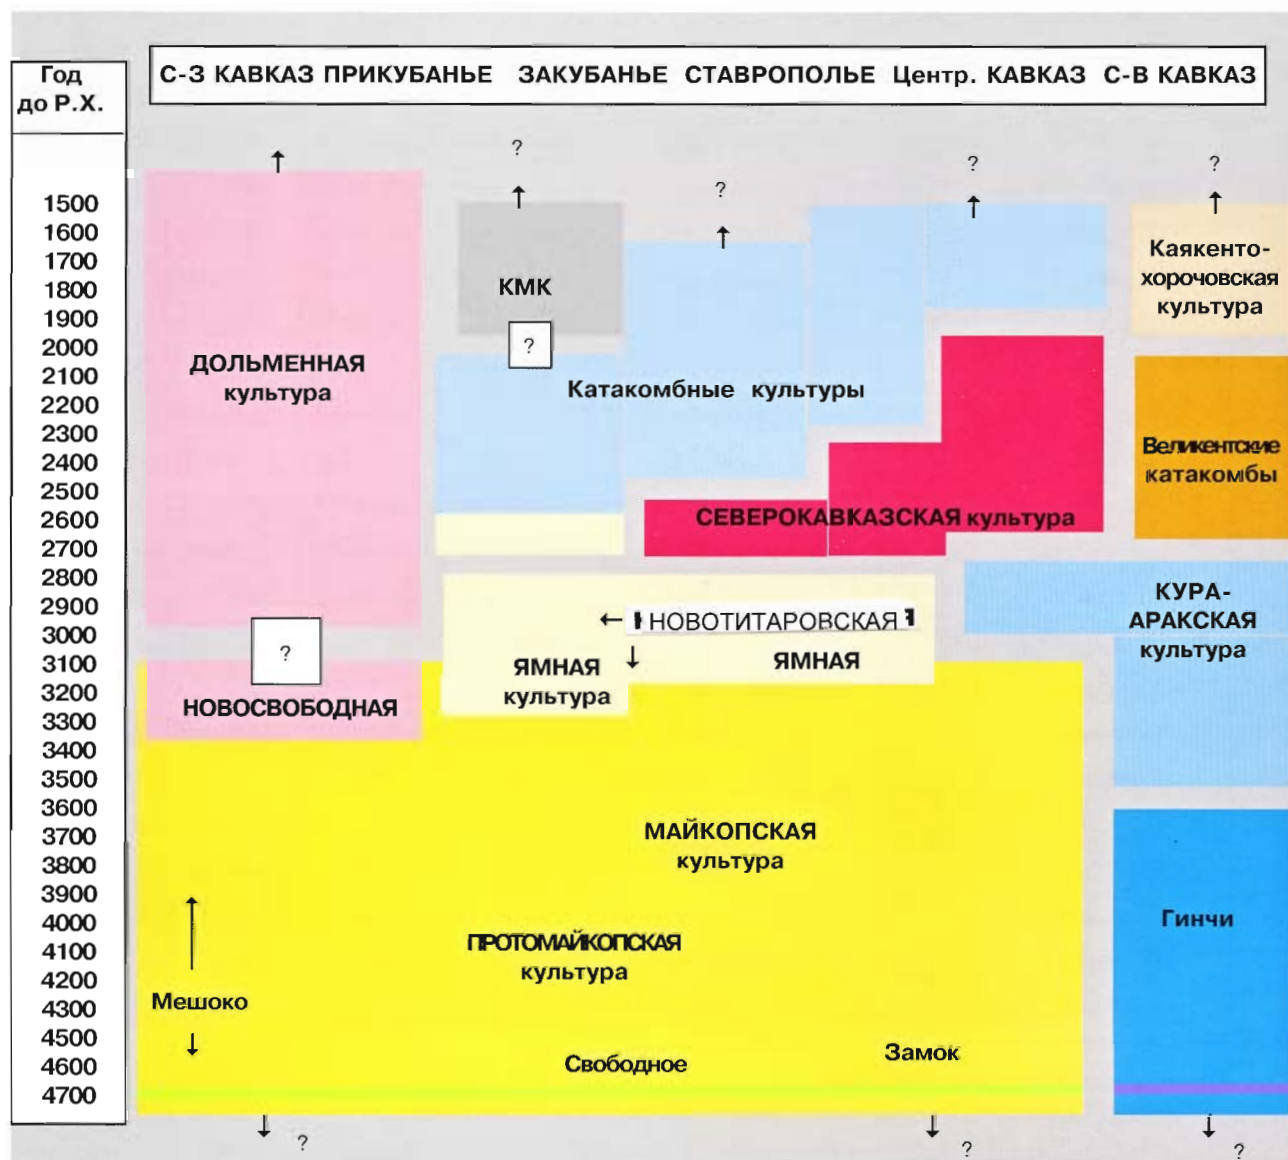 Год
до Р.Х.
С-З КАВКАЗ ПРИКУБАНЬЕ ЗАКУБАНЬЕ СТАВРОПОЛЬЕ Центр. КАВКАЗ С-В КАВКАЗ
1500
1600
1700
1800
1900
2000
2100
2200
2300
2400
2500
2600
2700
2800
2900
3000
3100
3200
3300
3400
3500
3600
3700
3800
3900
4000
4100
4200
4300
4500
4600
4700
?
?
?
?
КМК
?
Каякенто-
хорочовская
культура
ДОЛЬМЕННАЯ
культура
Катакомбные культуры
Великентские
катакомбы
СЕВЕРОКАВКАЗСКАЯ культура
КУРА-
АРАКСКАЯ
культура
НОВОТИТАРОВСКАЯ
?
ЯМНАЯ
культура
ЯМНАЯ
НОВОСВОБОДНАЯ
МАЙКОПСКАЯ
культура
ПРОТОМАЙКОПСКАЯ
культура
Гинчи
Мешоко
Свободное
Замок
?
?
?